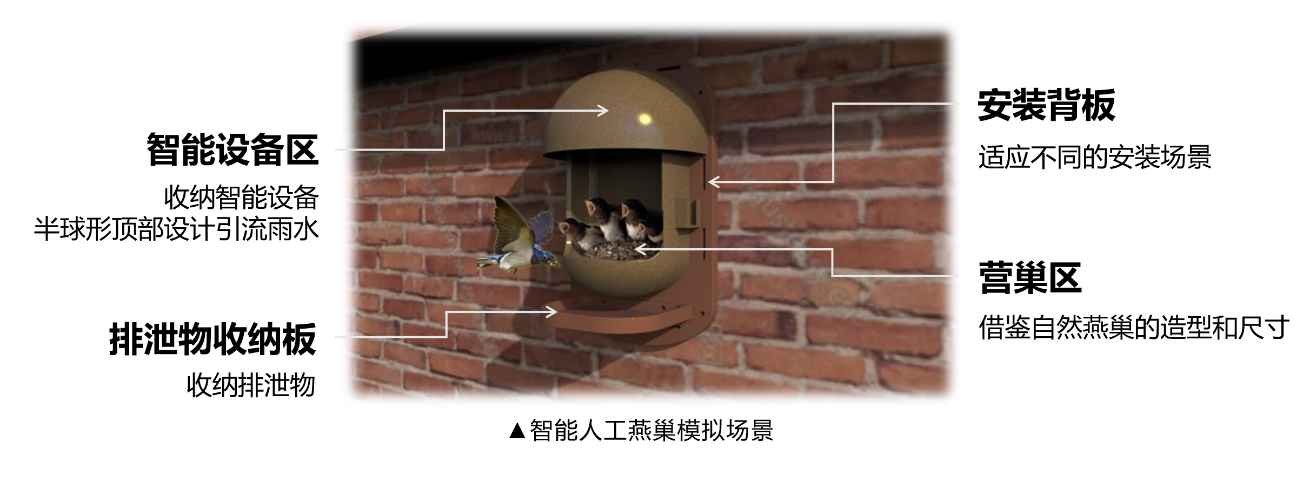 智能设备区
收纳智能设备
半球形顶部设计引流雨水
排泄物收纳板
收纳排泄物
安装背板
适应不同的安装场景
营巢区
借鉴自然燕巢的造型和尺寸
▲智能人工燕巢模拟场景